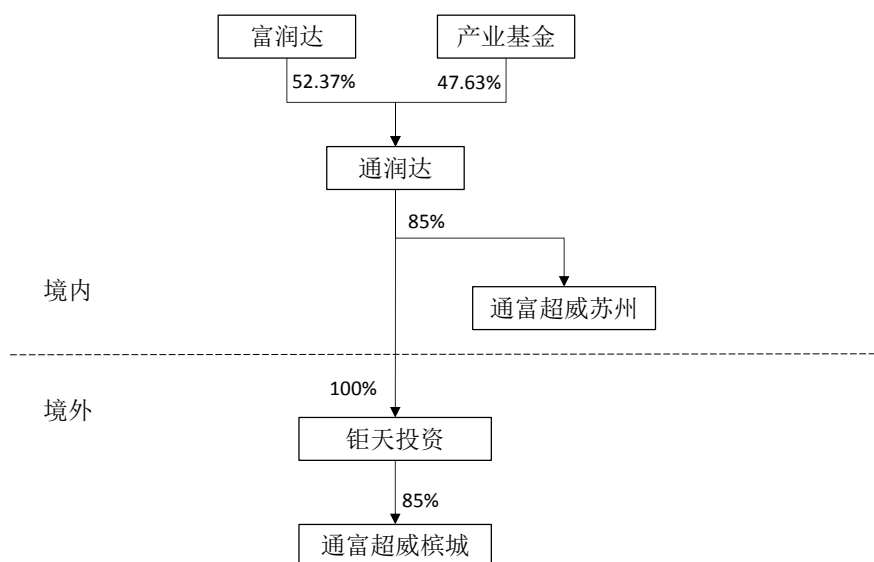 富润达
产业基金
52.37%
47.63%
通润达
85%
境内
通富超威苏州
100%
境外
钜天投资
85%
通富超威槟城